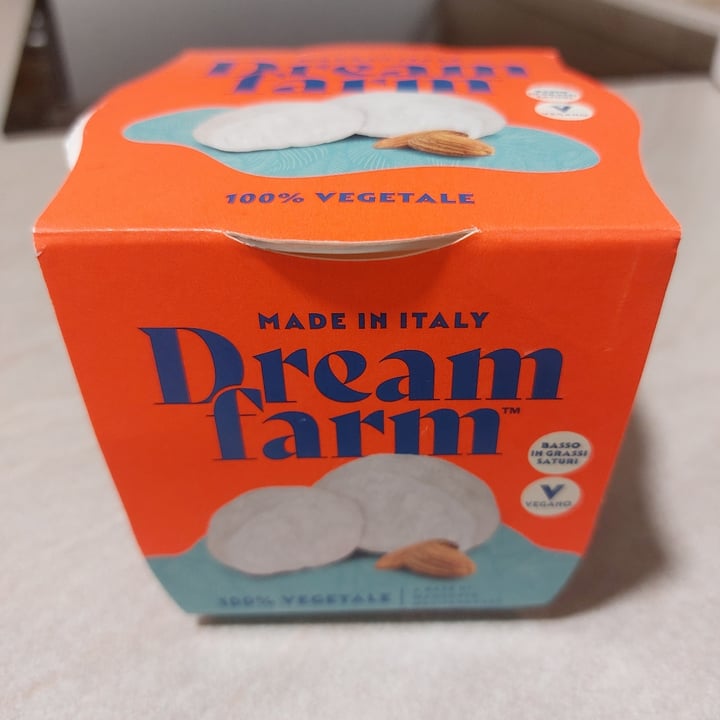 Dream
farm
VEGANO
100% VEGETALE
MADE IN ITALY
Dream
farm™
BASSO
IN GRASSI
SATURI
VEGANO
100% VEGETALE